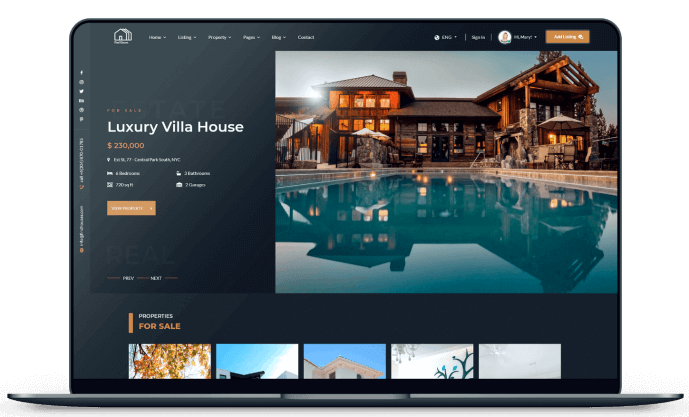 Home Listing Property Pages Blog Contact
ENG Sign In Hi, Mary! Add Listing
FOR SALE
ESTATE
Luxury Villa House
$ 230,000
Est St, 77 - Central Park South, NYC
6 Bedrooms 3 Bathrooms
720 sq ft 2 Garages
VIEW PROPERTY
REAL
PREV NEXT
PROPERTIES
FOR SALE